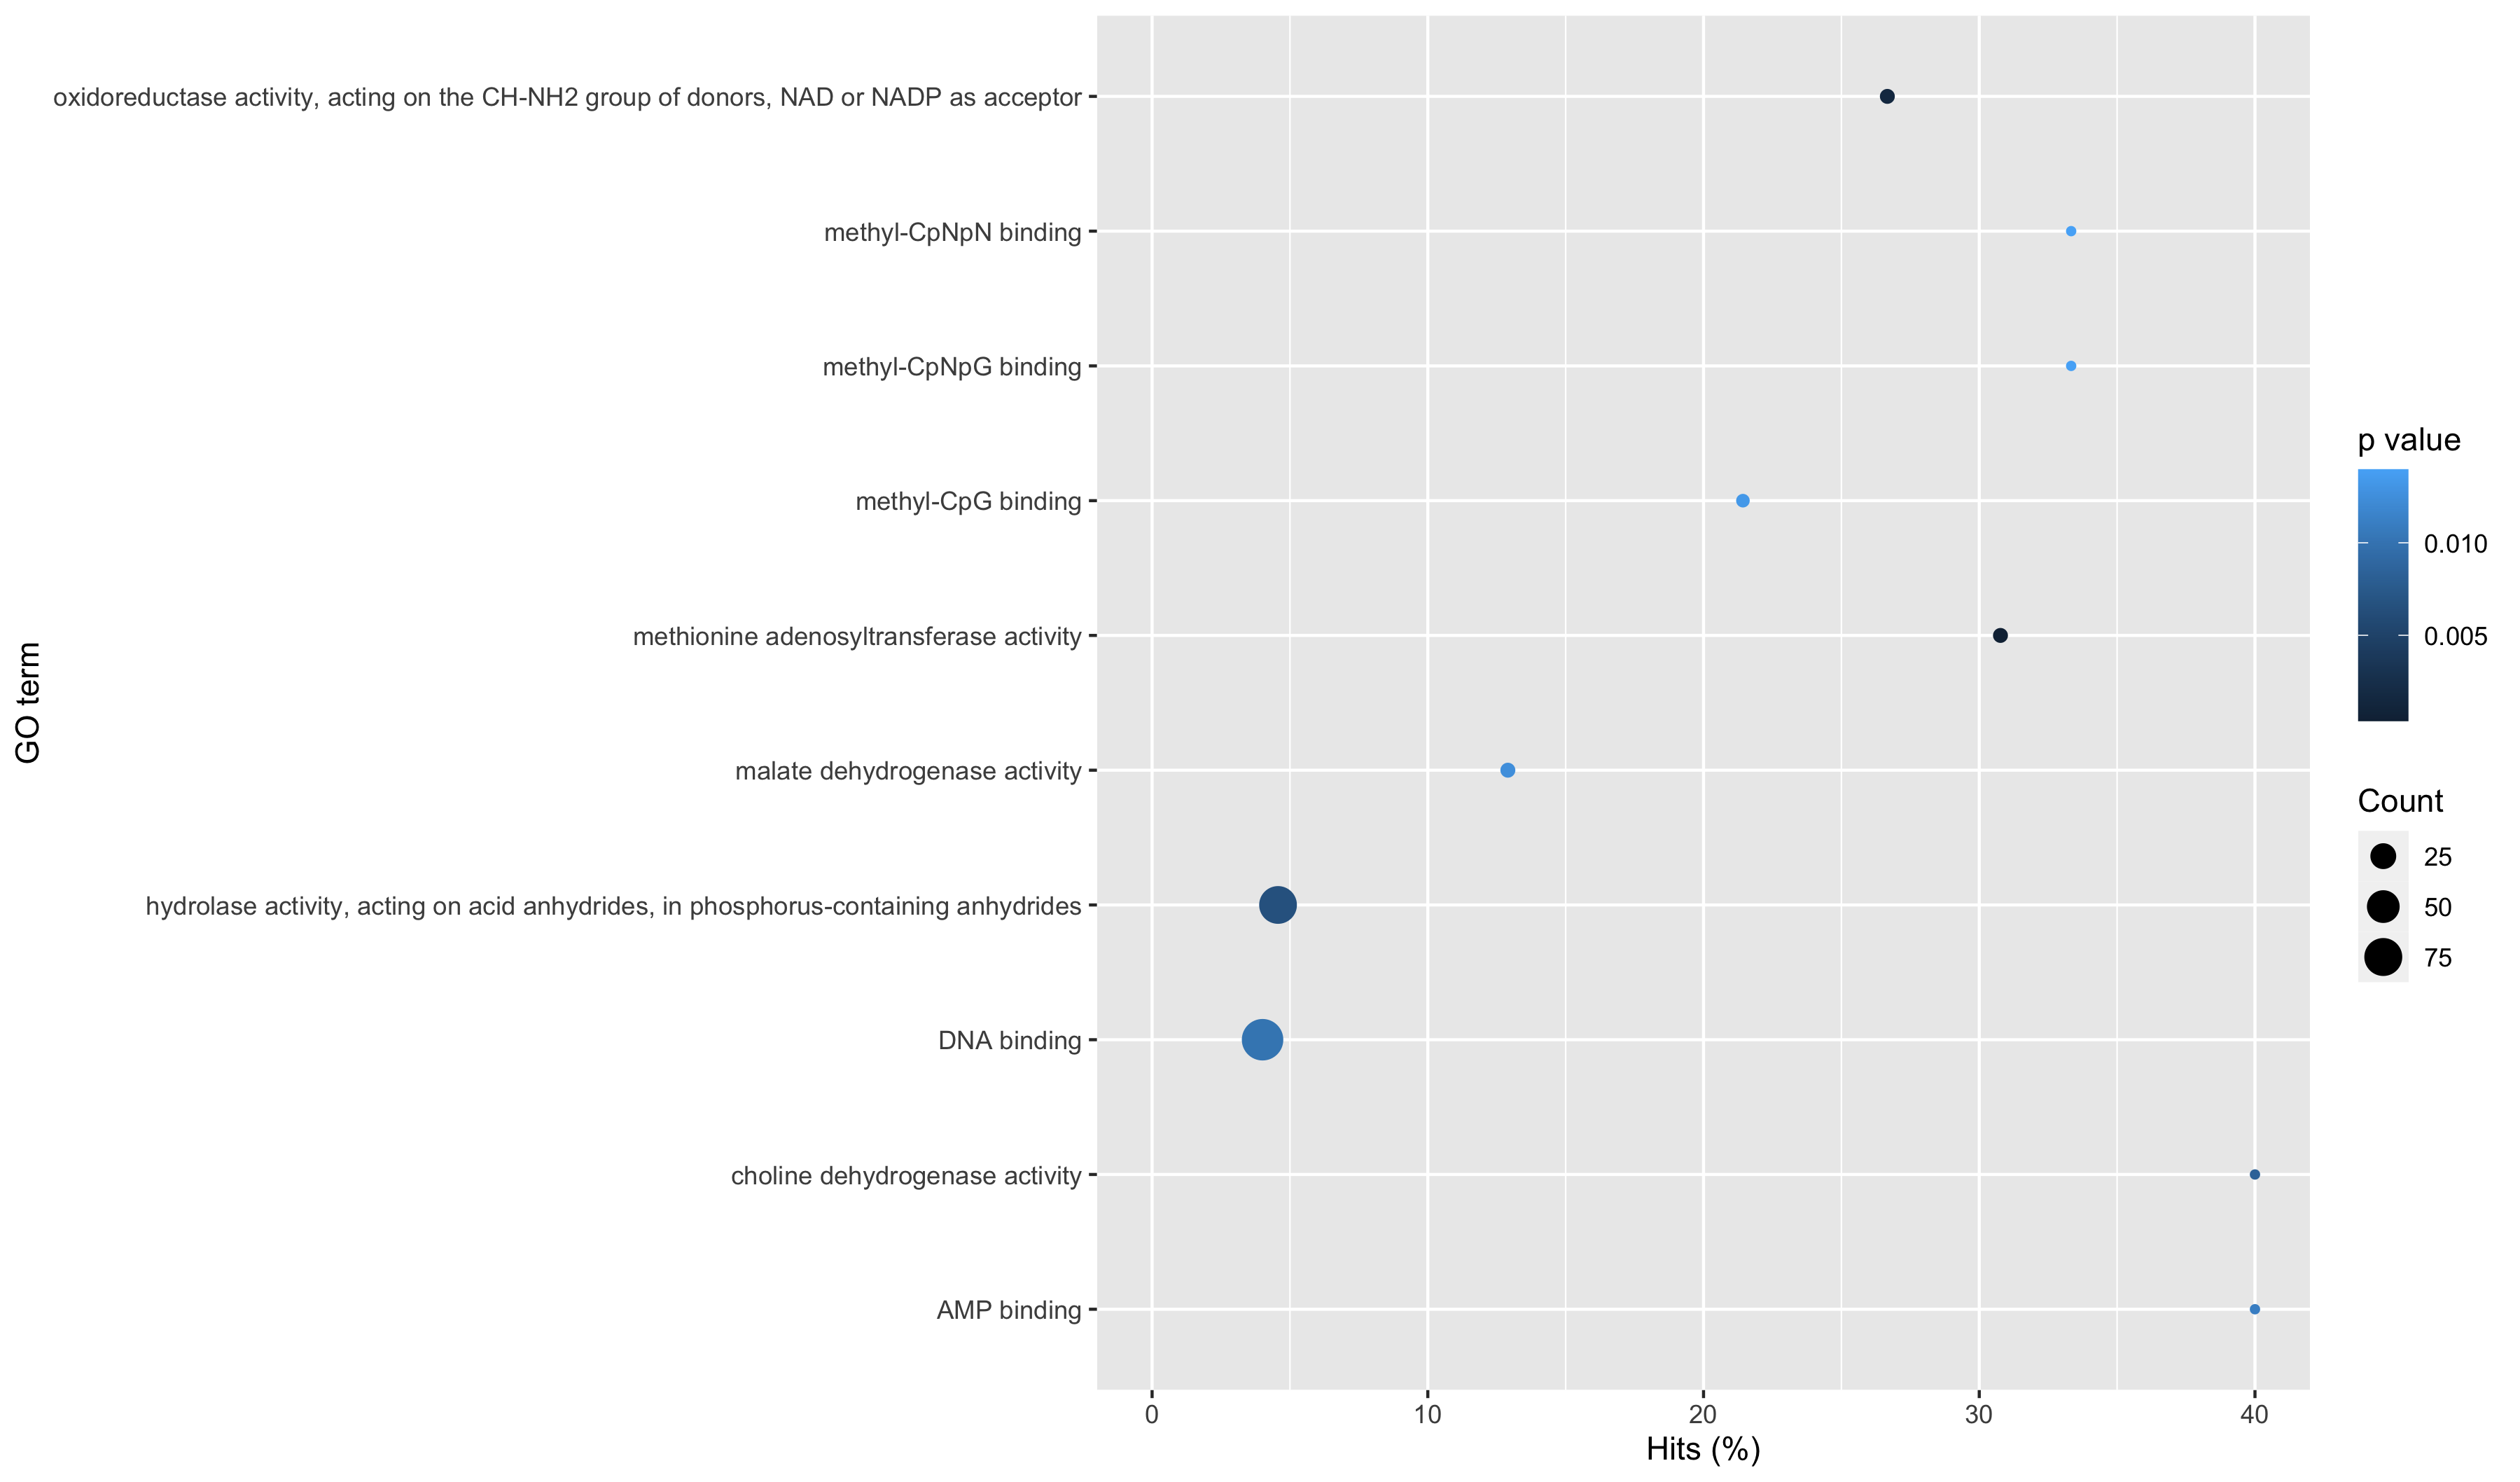 oxidoreductase activity, acting on the CH-NH2 group of donors, NAD or NADP as acceptor
methyl-CpNpN binding
methyl-CpNpG binding
methyl-CpG binding
methionine adenosyltransferase activity
malate dehydrogenase activity
hydrolase activity, acting on acid anhydrides, in phosphorus-containing anhydrides
DNA binding
choline dehydrogenase activity
AMP binding
GO term
0 10 20 30 40
Hits (%)
p value
0.010
0.005
Count
25
50
75